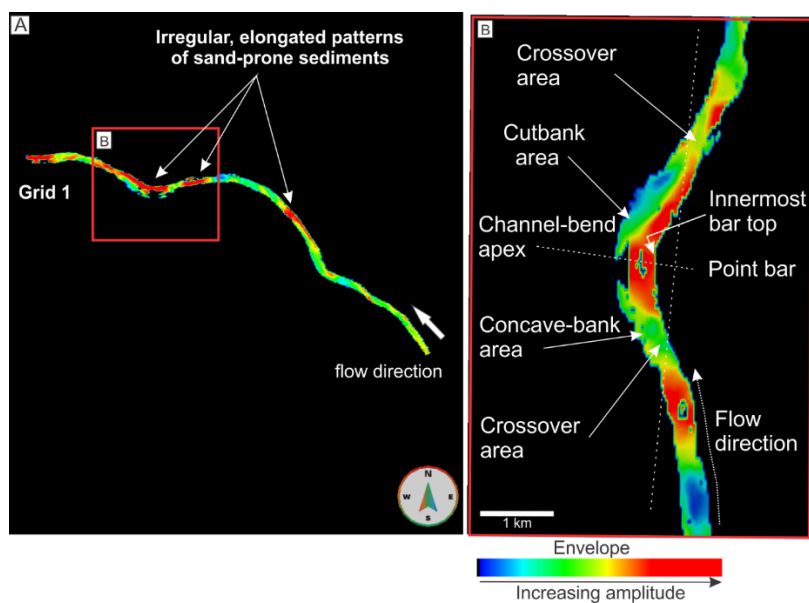 A
Irregular, elongated patterns
of sand-prone sediments
B
Grid 1
flow direction
N
W
E
S
B
Crossover
area
Cutbank
area
Channel-bend
apex
Innermost
bar top
Point bar
Concave-bank
area
Crossover
area
Flow
direction
1 km
Envelope
Increasing amplitude